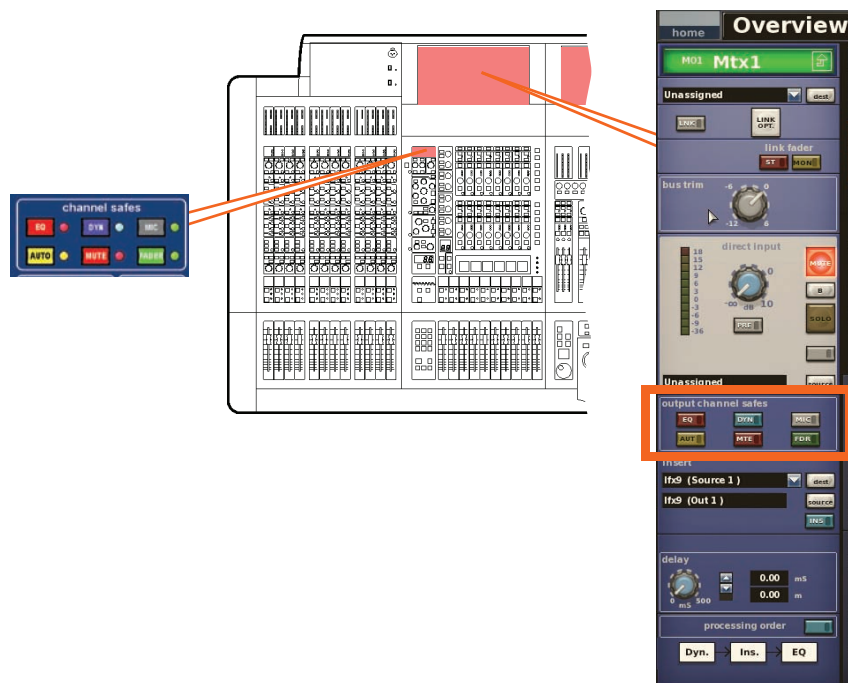 home
Overview
M01 Mtx1
Unassigned
dest
LNK
LINK
OPT.
link fader
ST
MON
bus trim
-6
0
-12
6
direct input
18
15
12
9
6
3
0
-3
-6
-9
-36
0
-∞
dB
10
MUTE
B
SOLO
PRE
Unassigned
source
channel safes
EQ
DYN
MIC
AUTO
MUTE
FADER
output channel safes
EQ
DYN
MIC
AUT
MTE
FDR
insert
Ifx9 (Source 1 )
dest
Ifx9 (Out 1 )
source
INS
delay
0
mS
500
0.00 mS
0.00 m
processing order
Dyn.
Ins.
EQ